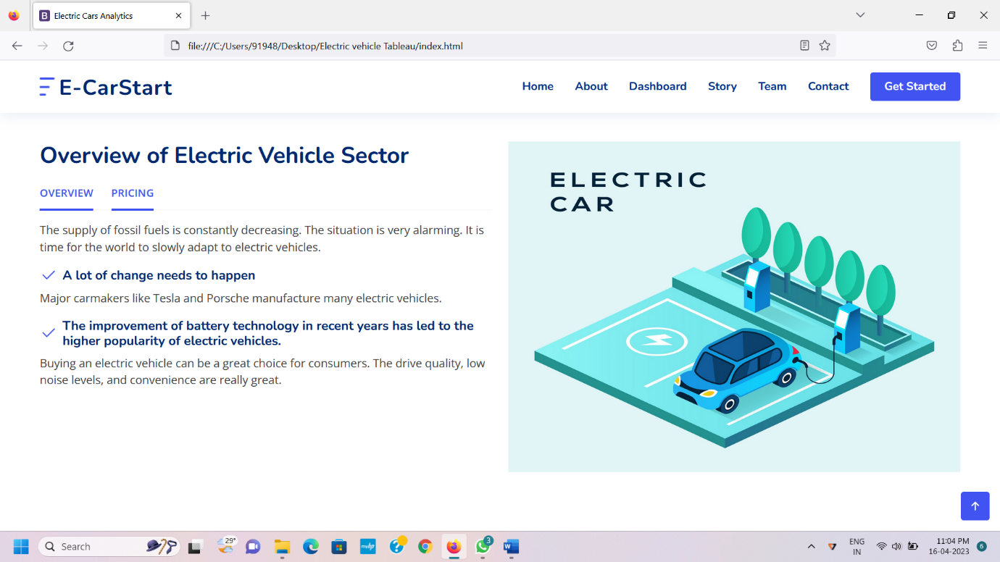 Electric Cars Analytics
file:///C:/Users/91948/Desktop/Electric vehicle Tableau/index.html
E-CarStart
Home About Dashboard Story Team Contact Get Started
Overview of Electric Vehicle Sector
OVERVIEW PRICING
The supply of fossil fuels is constantly decreasing. The situation is very alarming. It is
time for the world to slowly adapt to electric vehicles.
A lot of change needs to happen
Major carmakers like Tesla and Porsche manufacture many electric vehicles.
The improvement of battery technology in recent years has led to the
higher popularity of electric vehicles.
Buying an electric vehicle can be a great choice for consumers. The drive quality, low
noise levels, and convenience are really great.
ELECTRIC
CAR
Search
29°
3
ENG
IN
11:04 PM
16-04-2023
6